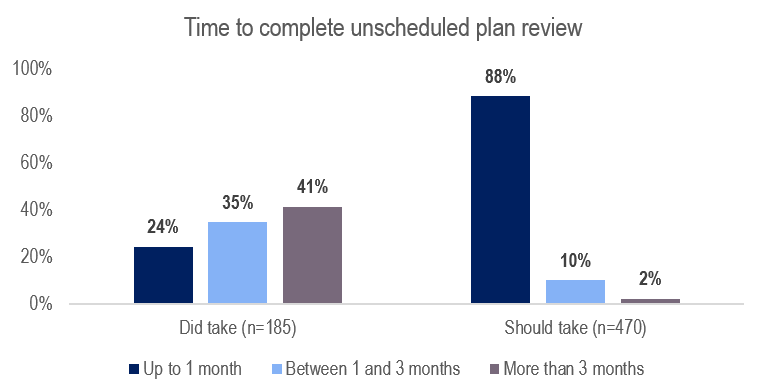 Time to complete unscheduled plan review
100%
80%
60%
40%
20%
0%
24%
35%
41%
88%
10%
2%
Did take (n=185)
Should take (n=470)
Up to 1 month
Between 1 and 3 months
More than 3 months